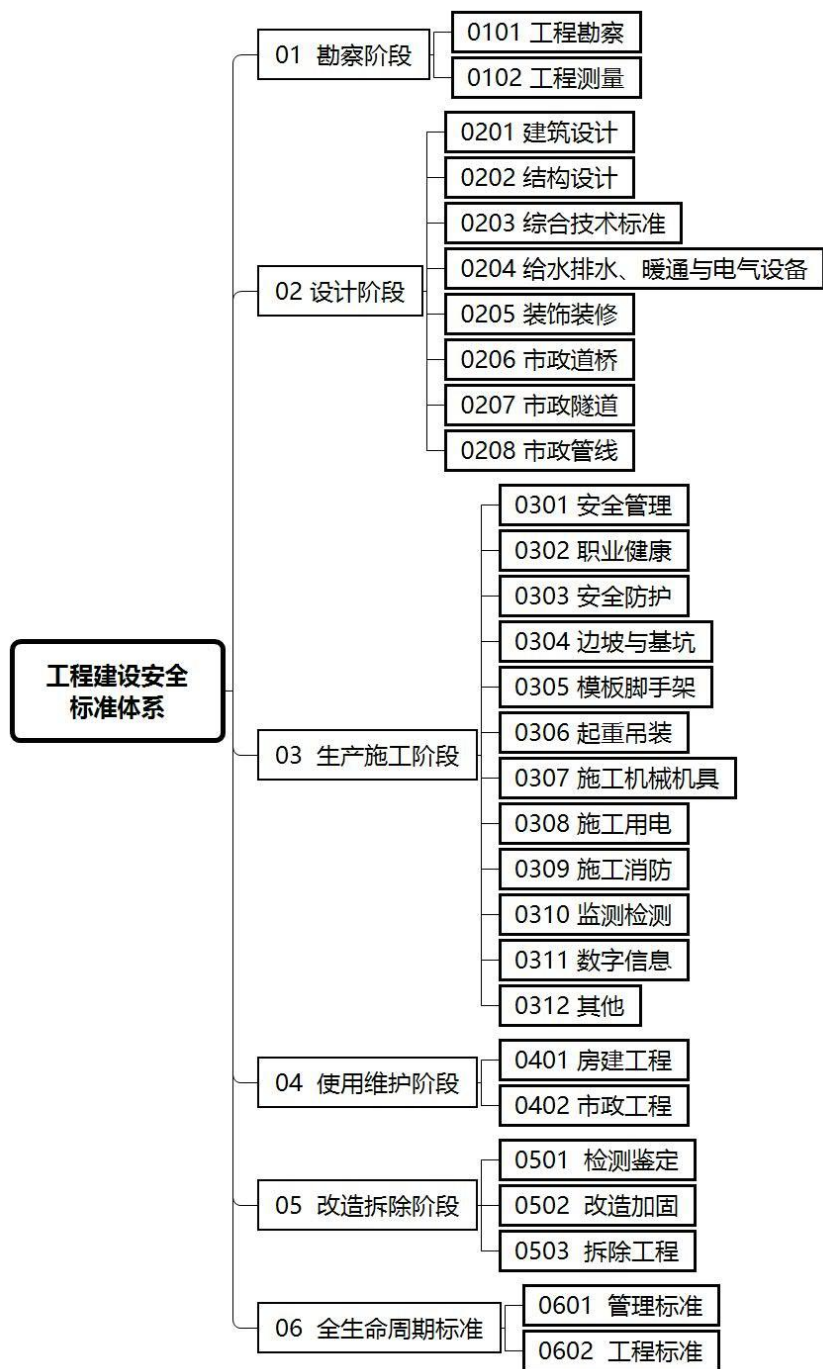 工程建设安全
标准体系
01 勘察阶段
0101 工程勘察
0102 工程测量
02 设计阶段
0201 建筑设计
0202 结构设计
0203 综合技术标准
0204 给水排水、暖通与电气设备
0205 装饰装修
0206 市政道桥
0207 市政隧道
0208 市政管线
03 生产施工阶段
0301 安全管理
0302 职业健康
0303 安全防护
0304 边坡与基坑
0305 模板脚手架
0306 起重吊装
0307 施工机械机具
0308 施工用电
0309 施工消防
0310 监测检测
0311 数字信息
0312 其他
04 使用维护阶段
0401 房建工程
0402 市政工程
05 改造拆除阶段
0501 检测鉴定
0502 改造加固
0503 拆除工程
06 全生命周期标准
0601 管理标准
0602 工程标准